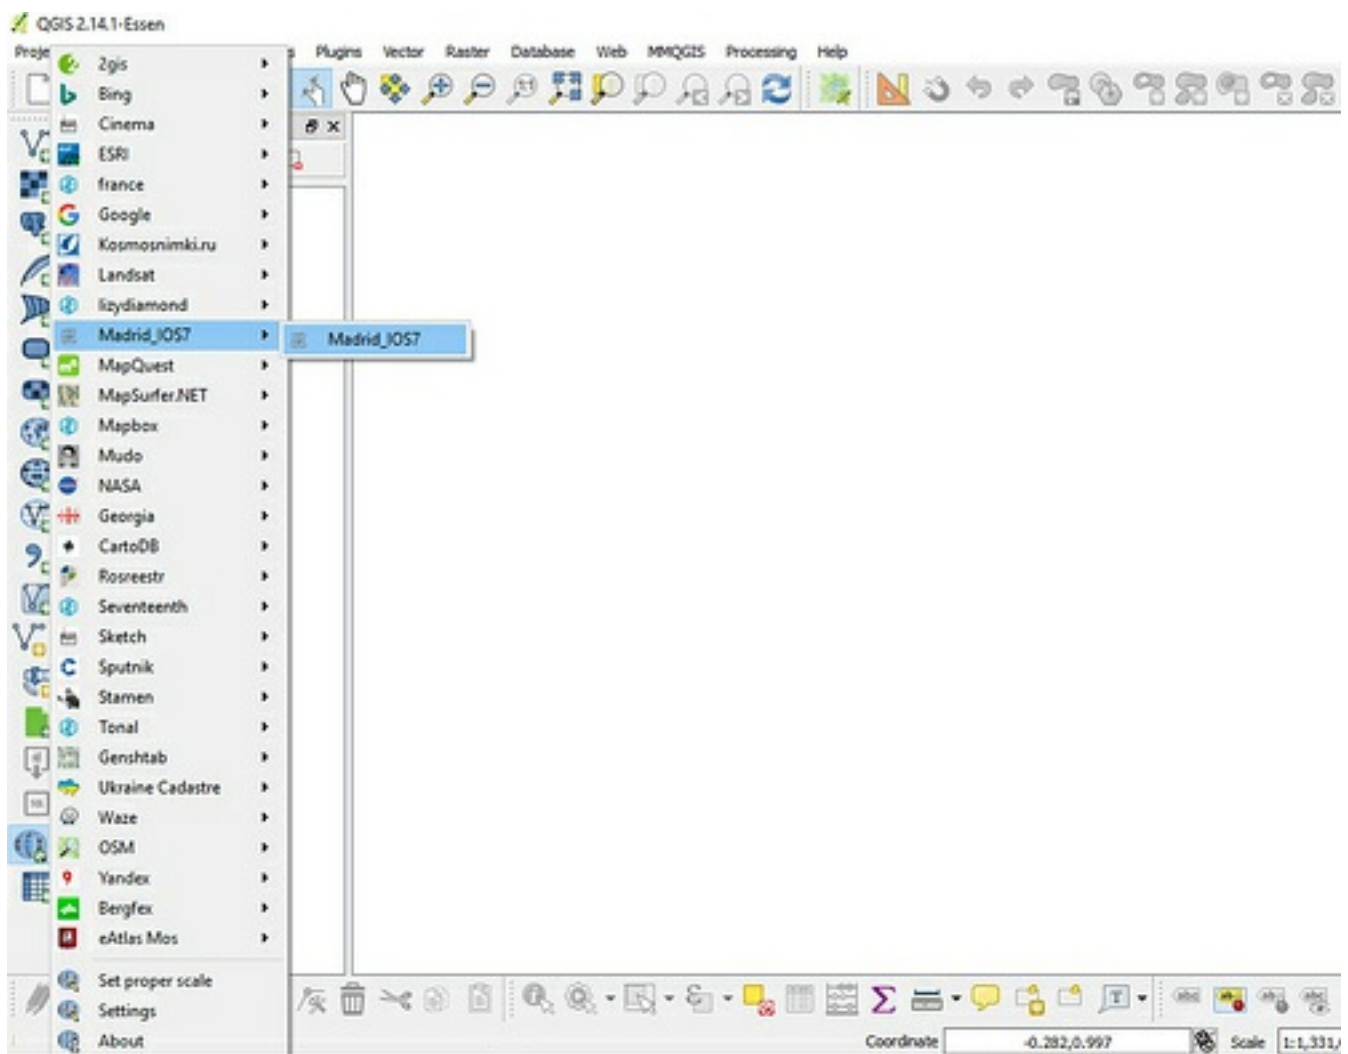 QGIS 2.14.1-Essen
Proje
s Plugins Vector Raster Database Web MMQGIS Processing Help
2gis
Bing
Cinema
ESRI
france
Google
Kosmosnimki.ru
Landsat
lizydiamond
Madrid_IOS7
Madrid_IOS7
MapQuest
MapSurfer.NET
Mapbox
Mudo
NASA
Georgia
CartoDB
Rosreestr
Seventeenth
Sketch
Sputnik
Stamen
Tonal
Genshtab
Ukraine Cadastre
Waze
OSM
Yandex
Bergfex
eAtlas Mos
Set proper scale
Settings
About
Coordinate -0.282,0.997 Scale 1:1,331,